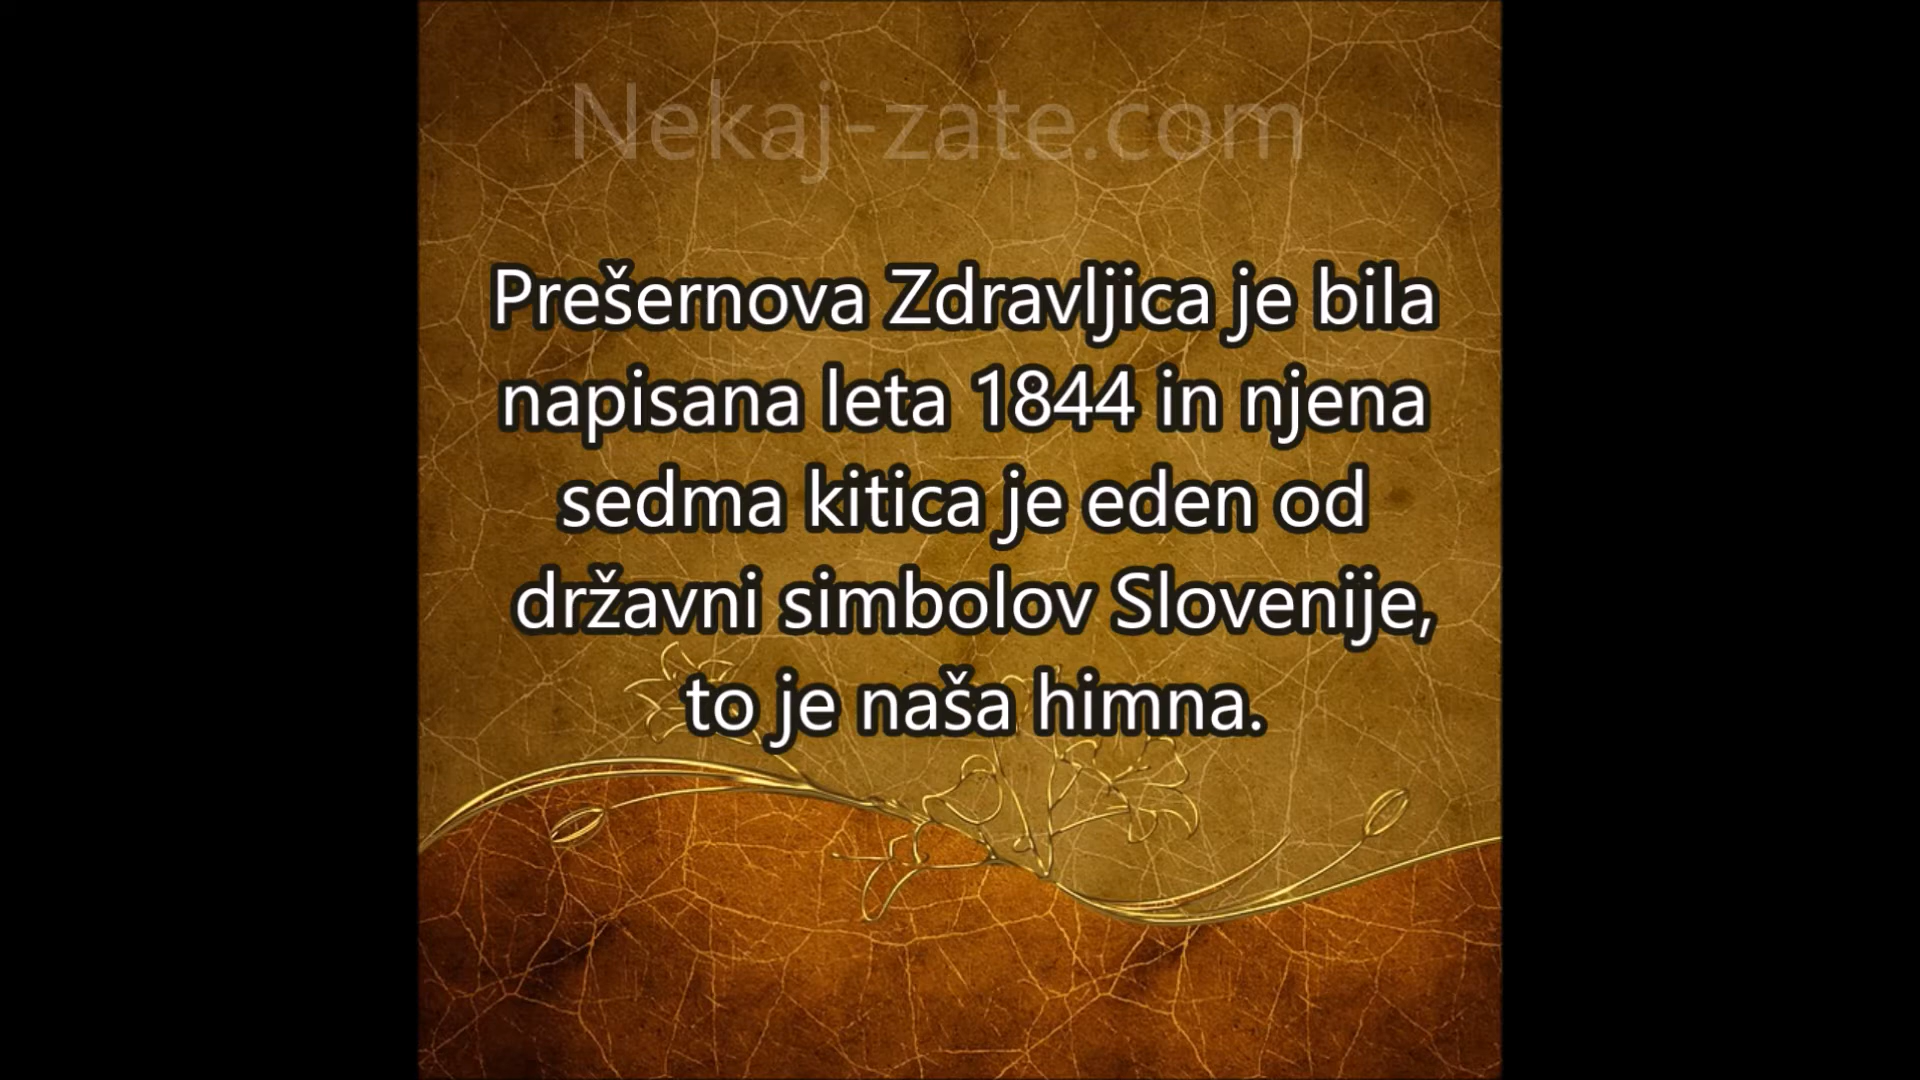 Nekaj-zate.com
Prešernova Zdravljica je bila
napisana leta 1844 in njena
sedma kitica je eden od
državni simbolov Slovenije,
to je naša himna.